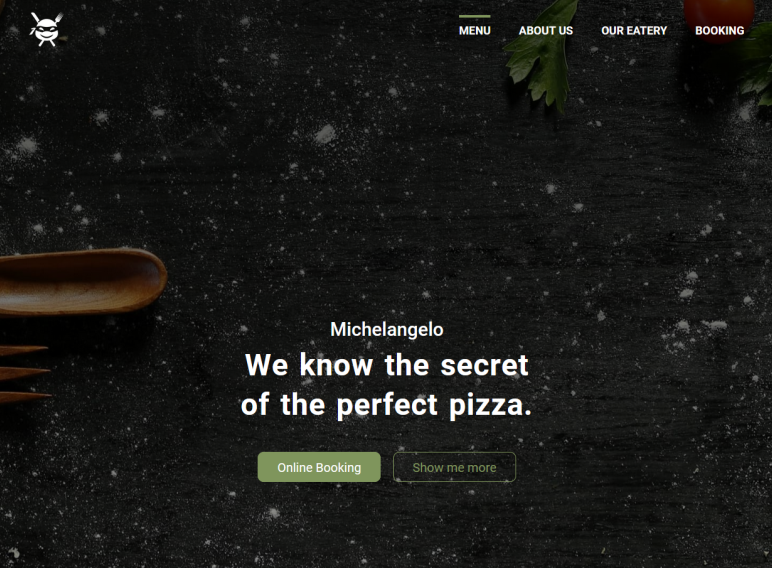 MENU ABOUT US OUR EATERY BOOKING
Michelangelo
We know the secret
of the perfect pizza.
Online Booking Show me more